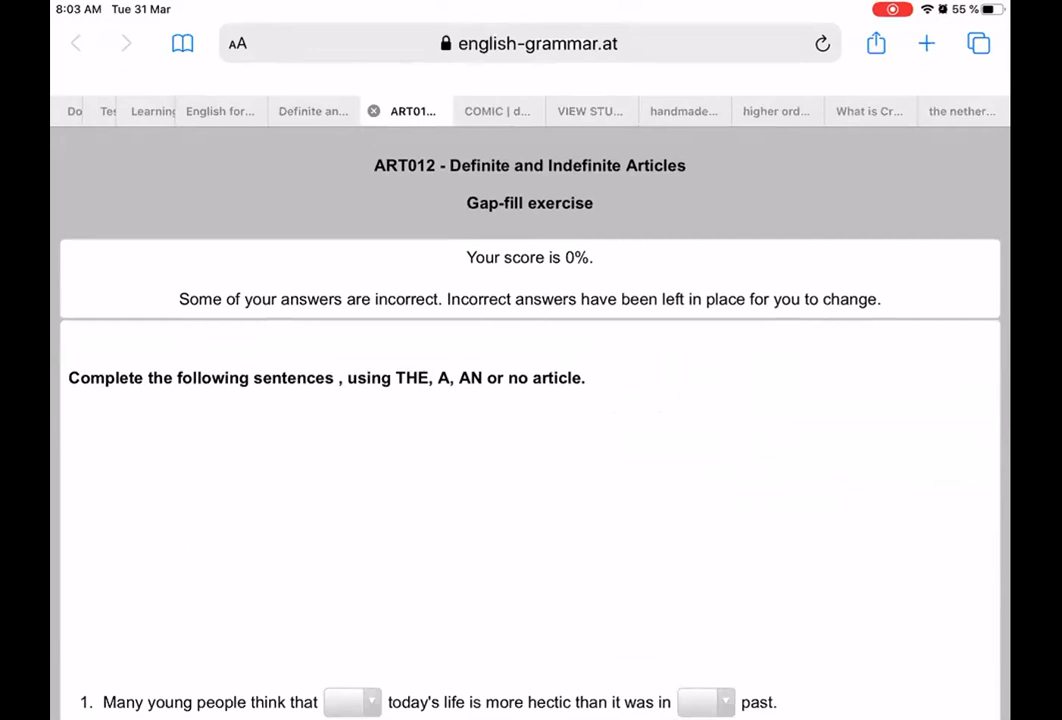 8:03 AM Tue 31 Mar 55 %
AA english-grammar.at
Do Tes Learning English for... Definite an... ART01... COMIC | d... VIEW STU... handmade... higher ord... What is Cr... the nether...
ART012 - Definite and Indefinite Articles
Gap-fill exercise
Your score is 0%.
Some of your answers are incorrect. Incorrect answers have been left in place for you to change.
Complete the following sentences , using THE, A, AN or no article.
1. Many young people think that today's life is more hectic than it was in past.